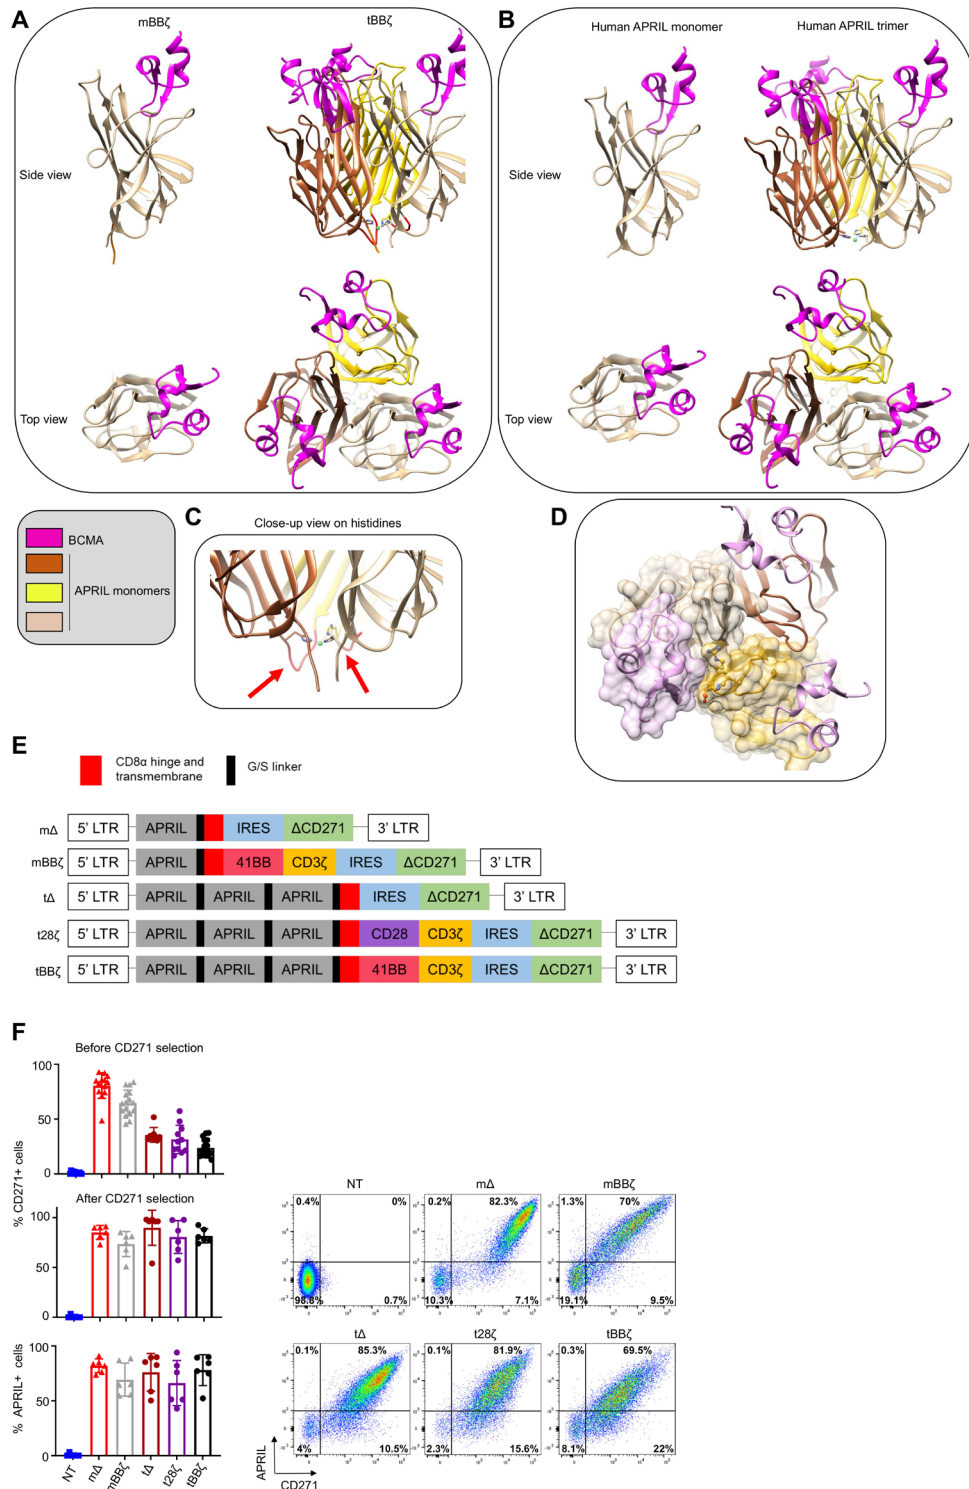 A
mBBζ
tBBζ
Side view
Top view
B
Human APRIL monomer
Human APRIL trimer
Side view
Top view
BCMA
APRIL monomers
C
Close-up view on histidines
D
E
CD8α hinge and
transmembrane
G/S linker
mΔ 5' LTR APRIL IRES ΔCD271 3' LTR
mBBζ 5' LTR APRIL 41BB CD3ζ IRES ΔCD271 3' LTR
tΔ 5' LTR APRIL APRIL APRIL IRES ΔCD271 3' LTR
t28ζ 5' LTR APRIL APRIL APRIL CD28 CD3ζ IRES ΔCD271 3' LTR
tBBζ 5' LTR APRIL APRIL APRIL 41BB CD3ζ IRES ΔCD271 3' LTR
F
Before CD271 selection
100
50
0
% CD271+ cells
After CD271 selection
100
50
0
100
50
0
% APRIL+ cells
NT mΔ mBBζ tΔ t28ζ tBBζ
NT
0.4% 0%
98.8% 0.7%
mΔ
0.2% 82.3%
10.3% 7.1%
mBBζ
1.3% 70%
19.1% 9.5%
tΔ
0.1% 85.3%
4% 10.5%
t28ζ
0.1% 81.9%
2.3% 15.6%
tBBζ
0.3% 69.5%
8.1% 22%
APRIL
CD271